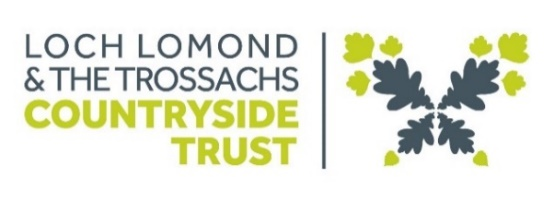 LOCH LOMOND
& THE TROSSACHS
COUNTRYSIDE
TRUST